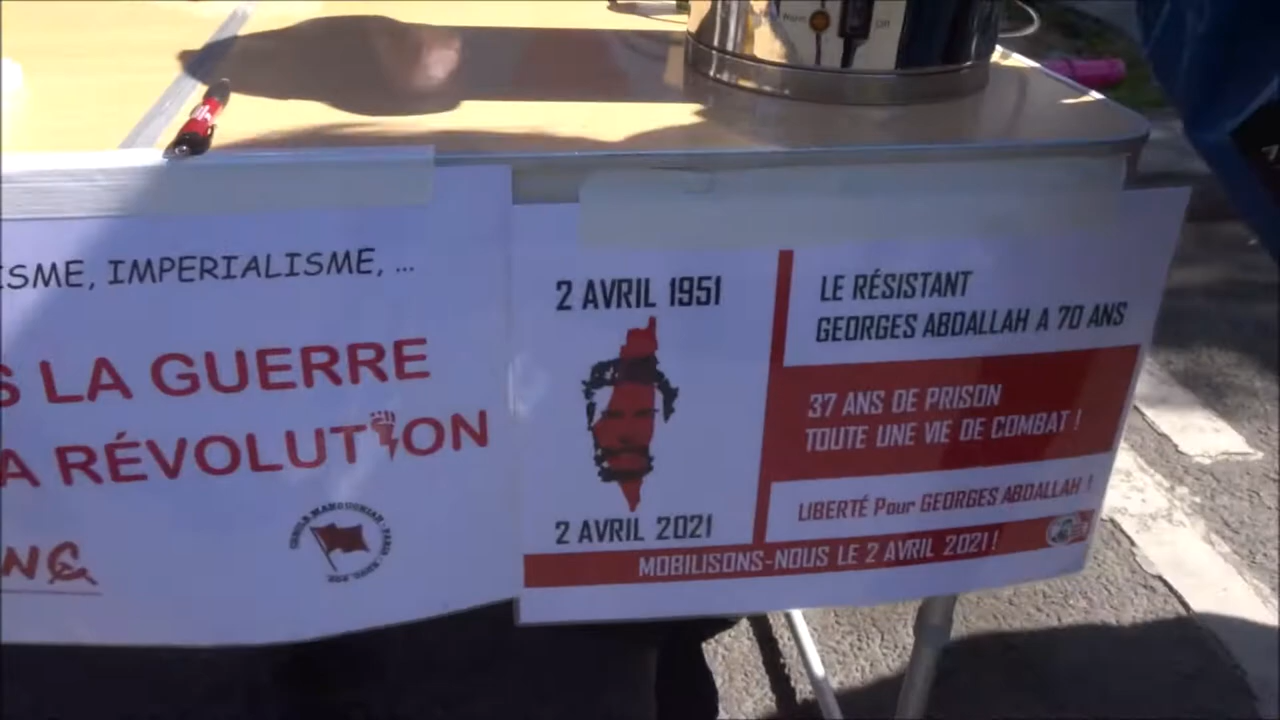 ISME, IMPERIALISME, ...
S LA GUERRE
A RÉVOLUTION
NG
2 AVRIL 1951
2 AVRIL 2021
LE RÉSISTANT
GEORGES ABDALLAH A 70 ANS
37 ANS DE PRISON
TOUTE UNE VIE DE COMBAT !
LIBERTÉ Pour GEORGES ABDALLAH !
MOBILISONS-NOUS LE 2 AVRIL 2021 !